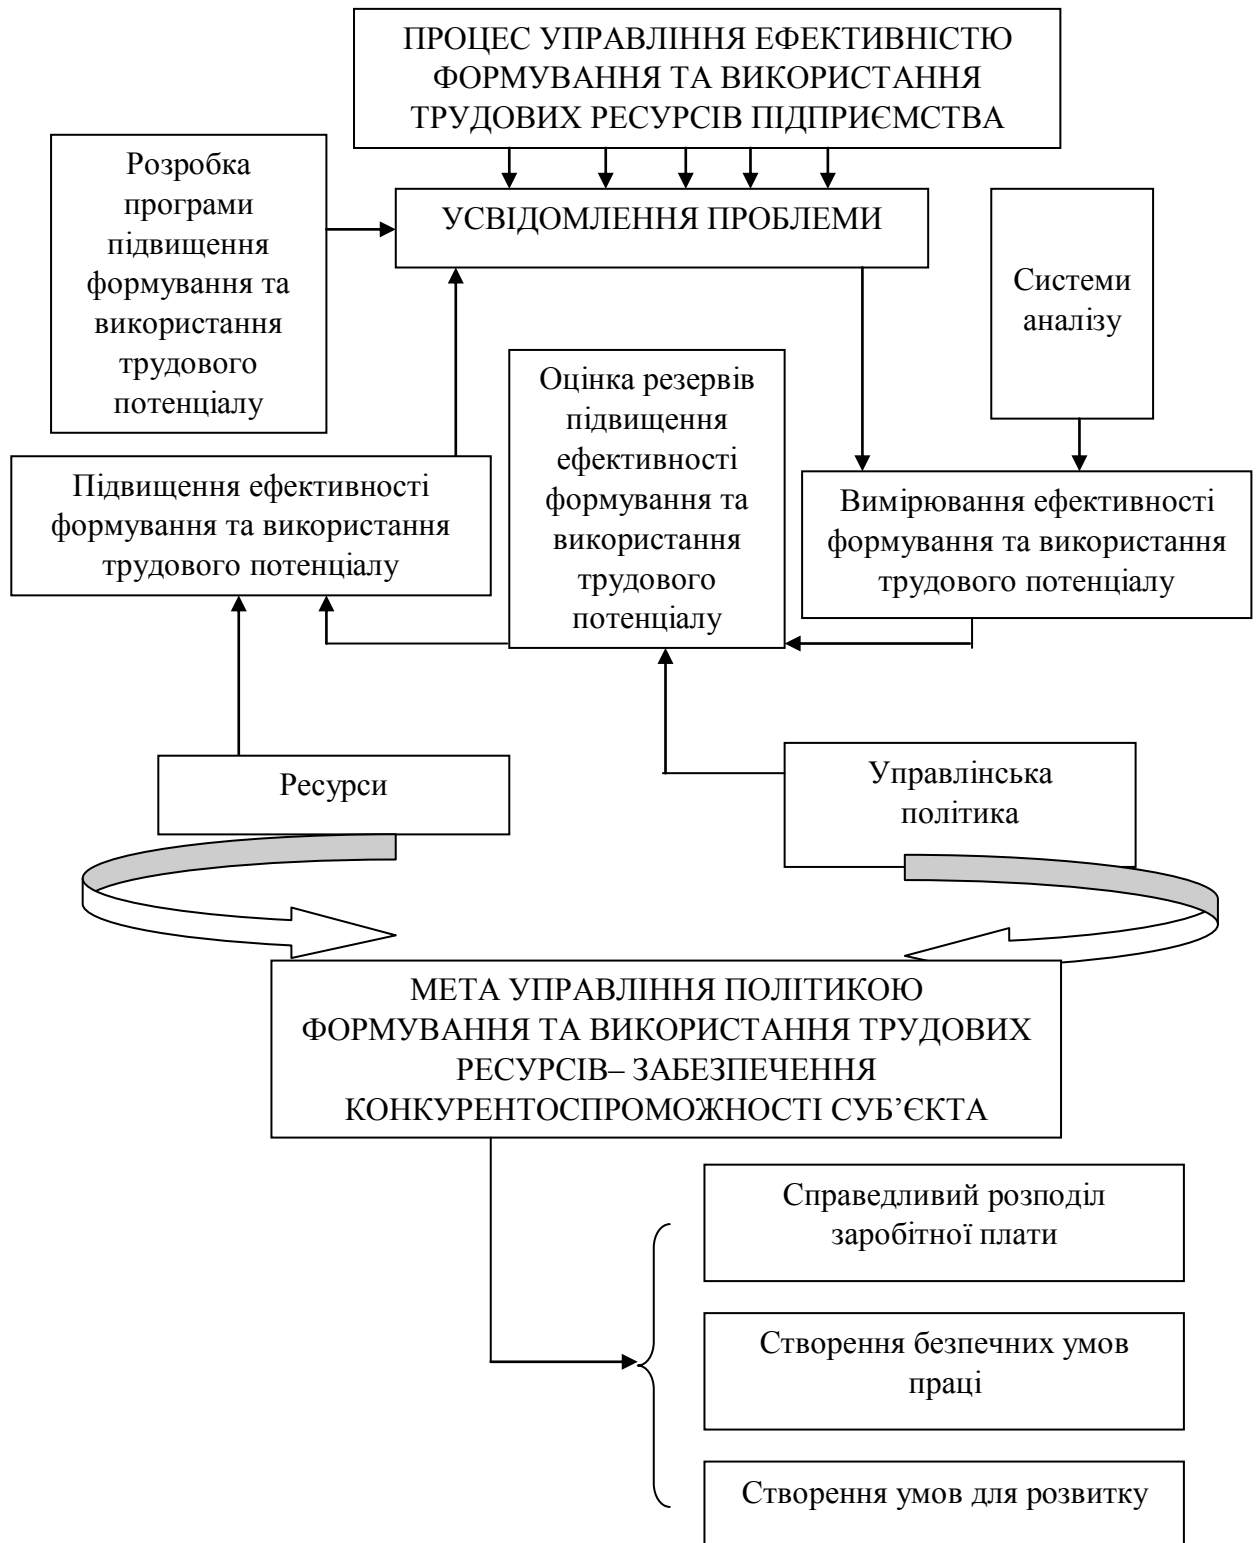 ПРОЦЕС УПРАВЛІННЯ ЕФЕКТИВНІСТЮ
ФОРМУВАННЯ ТА ВИКОРИСТАННЯ
ТРУДОВИХ РЕСУРСІВ ПІДПРИЄМСТВА
Розробка
програми
підвищення
формування та
використання
трудового
потенціалу
УСВІДОМЛЕННЯ ПРОБЛЕМИ
Системи
аналізу
Оцінка резервів
підвищення
ефективності
формування та
використання
трудового
потенціалу
Підвищення ефективності
формування та використання
трудового потенціалу
Вимірювання ефективності
формування та використання
трудового потенціалу
Ресурси
Управлінська
політика
МЕТА УПРАВЛІННЯ ПОЛІТИКОЮ
ФОРМУВАННЯ ТА ВИКОРИСТАННЯ ТРУДОВИХ
РЕСУРСІВ– ЗАБЕЗПЕЧЕННЯ
КОНКУРЕНТОСПРОМОЖНОСТІ СУБ’ЄКТА
Справедливий розподіл
заробітної плати
Створення безпечних умов
праці
Створення умов для розвитку